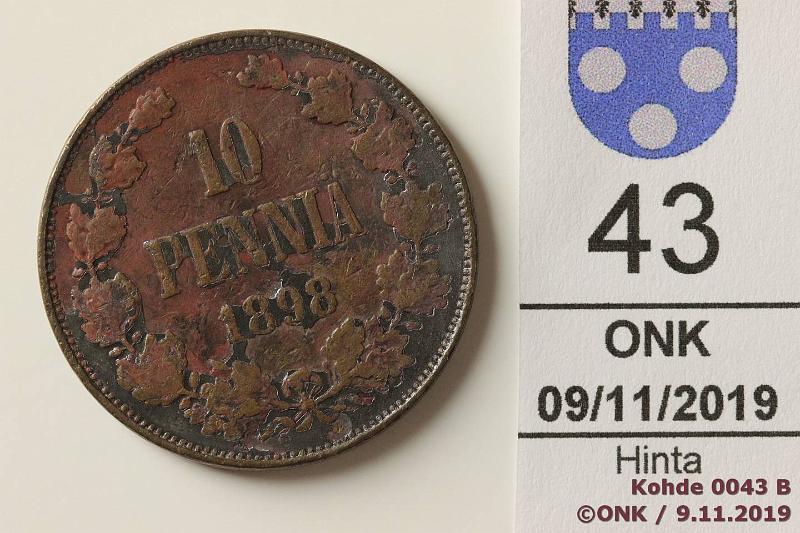 10
PENNIA
1898
43
ONK
09/11/2019
Hinta
Kohde 0043 B
©ONK / 9.11.2019